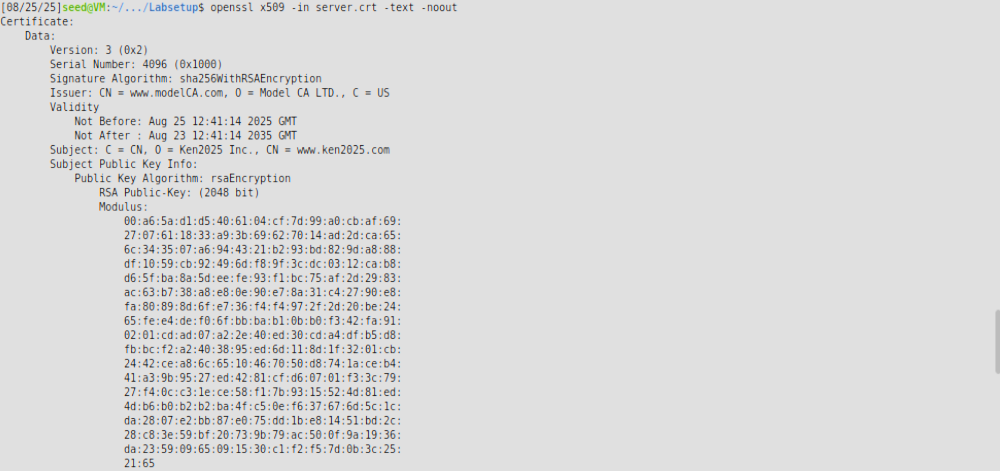 [08/25/25]seed@VM:~/.../Labsetup$ openssl x509 -in server.crt -text -noout
Certificate:
    Data:
        Version: 3 (0x2)
        Serial Number: 4096 (0x1000)
        Signature Algorithm: sha256WithRSAEncryption
        Issuer: CN = www.modelCA.com, O = Model CA LTD., C = US
        Validity
            Not Before: Aug 25 12:41:14 2025 GMT
            Not After : Aug 23 12:41:14 2035 GMT
        Subject: C = CN, O = Ken2025 Inc., CN = www.ken2025.com
        Subject Public Key Info:
            Public Key Algorithm: rsaEncryption
                RSA Public-Key: (2048 bit)
                Modulus:
                    00:a6:5a:d1:d5:40:61:04:cf:7d:99:a0:cb:af:69:
                    27:07:61:18:33:a9:3b:69:62:70:14:ad:2d:ca:65:
                    6c:34:35:07:a6:94:43:21:b2:93:bd:82:9d:a8:88:
                    df:10:59:cb:92:49:6d:f8:9f:3c:dc:03:12:ca:b8:
                    d6:5f:ba:8a:5d:ee:fe:93:f1:bc:75:af:2d:29:83:
                    ac:63:b7:38:a8:e8:0e:90:e7:8a:31:c4:27:90:e8:
                    fa:80:89:8d:6f:e7:36:f4:f4:97:2f:2d:20:be:24:
                    65:fe:e4:de:f0:6f:bb:ba:b1:0b:b0:f3:42:fa:91:
                    02:01:cd:ad:07:a2:2e:40:ed:30:cd:a4:df:b5:d8:
                    fb:bc:f2:a2:40:38:95:ed:6d:11:8d:1f:32:01:cb:
                    24:42:ce:a8:6c:65:10:46:70:50:d8:74:1a:ce:b4:
                    41:a3:9b:95:27:ed:42:81:cf:d6:07:01:f3:3c:79:
                    27:f4:0c:c3:1e:ce:58:f1:7b:93:15:52:4d:81:ed:
                    4d:b6:b0:b2:b2:ba:4f:c5:0e:f6:37:67:6d:5c:1c:
                    da:28:07:e2:bb:87:e0:75:dd:1b:e8:14:51:bd:2c:
                    28:c8:3e:59:bf:20:73:9b:79:ac:50:0f:9a:19:36:
                    da:23:59:09:65:09:15:30:c1:f2:f5:7d:0b:3c:25:
                    21:65